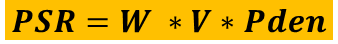 PSR = W * V * Pden